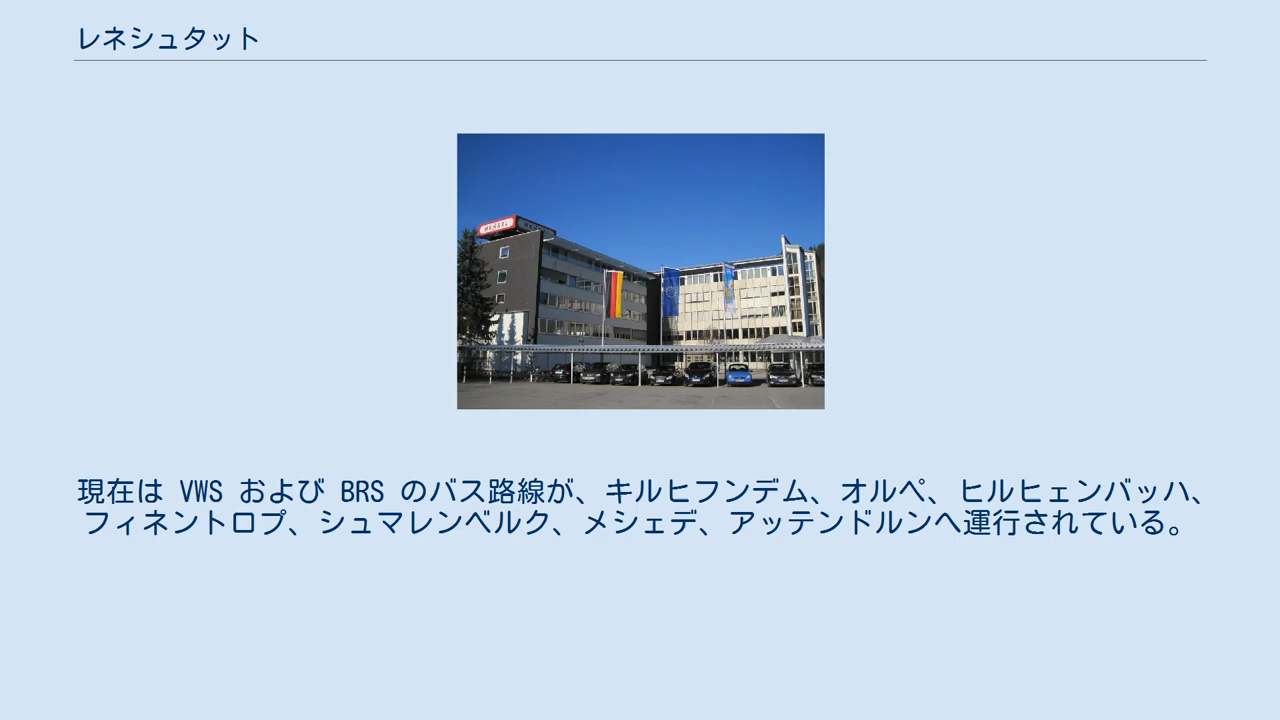 レネシュタット
HENSEL
現在は VWS および BRS のバス路線が、キルヒフンデム、オルペ、ヒルヒェンバッハ、
フィネントロプ、シュマレンベルク、メシェデ、アッテンドルンへ運行されている。